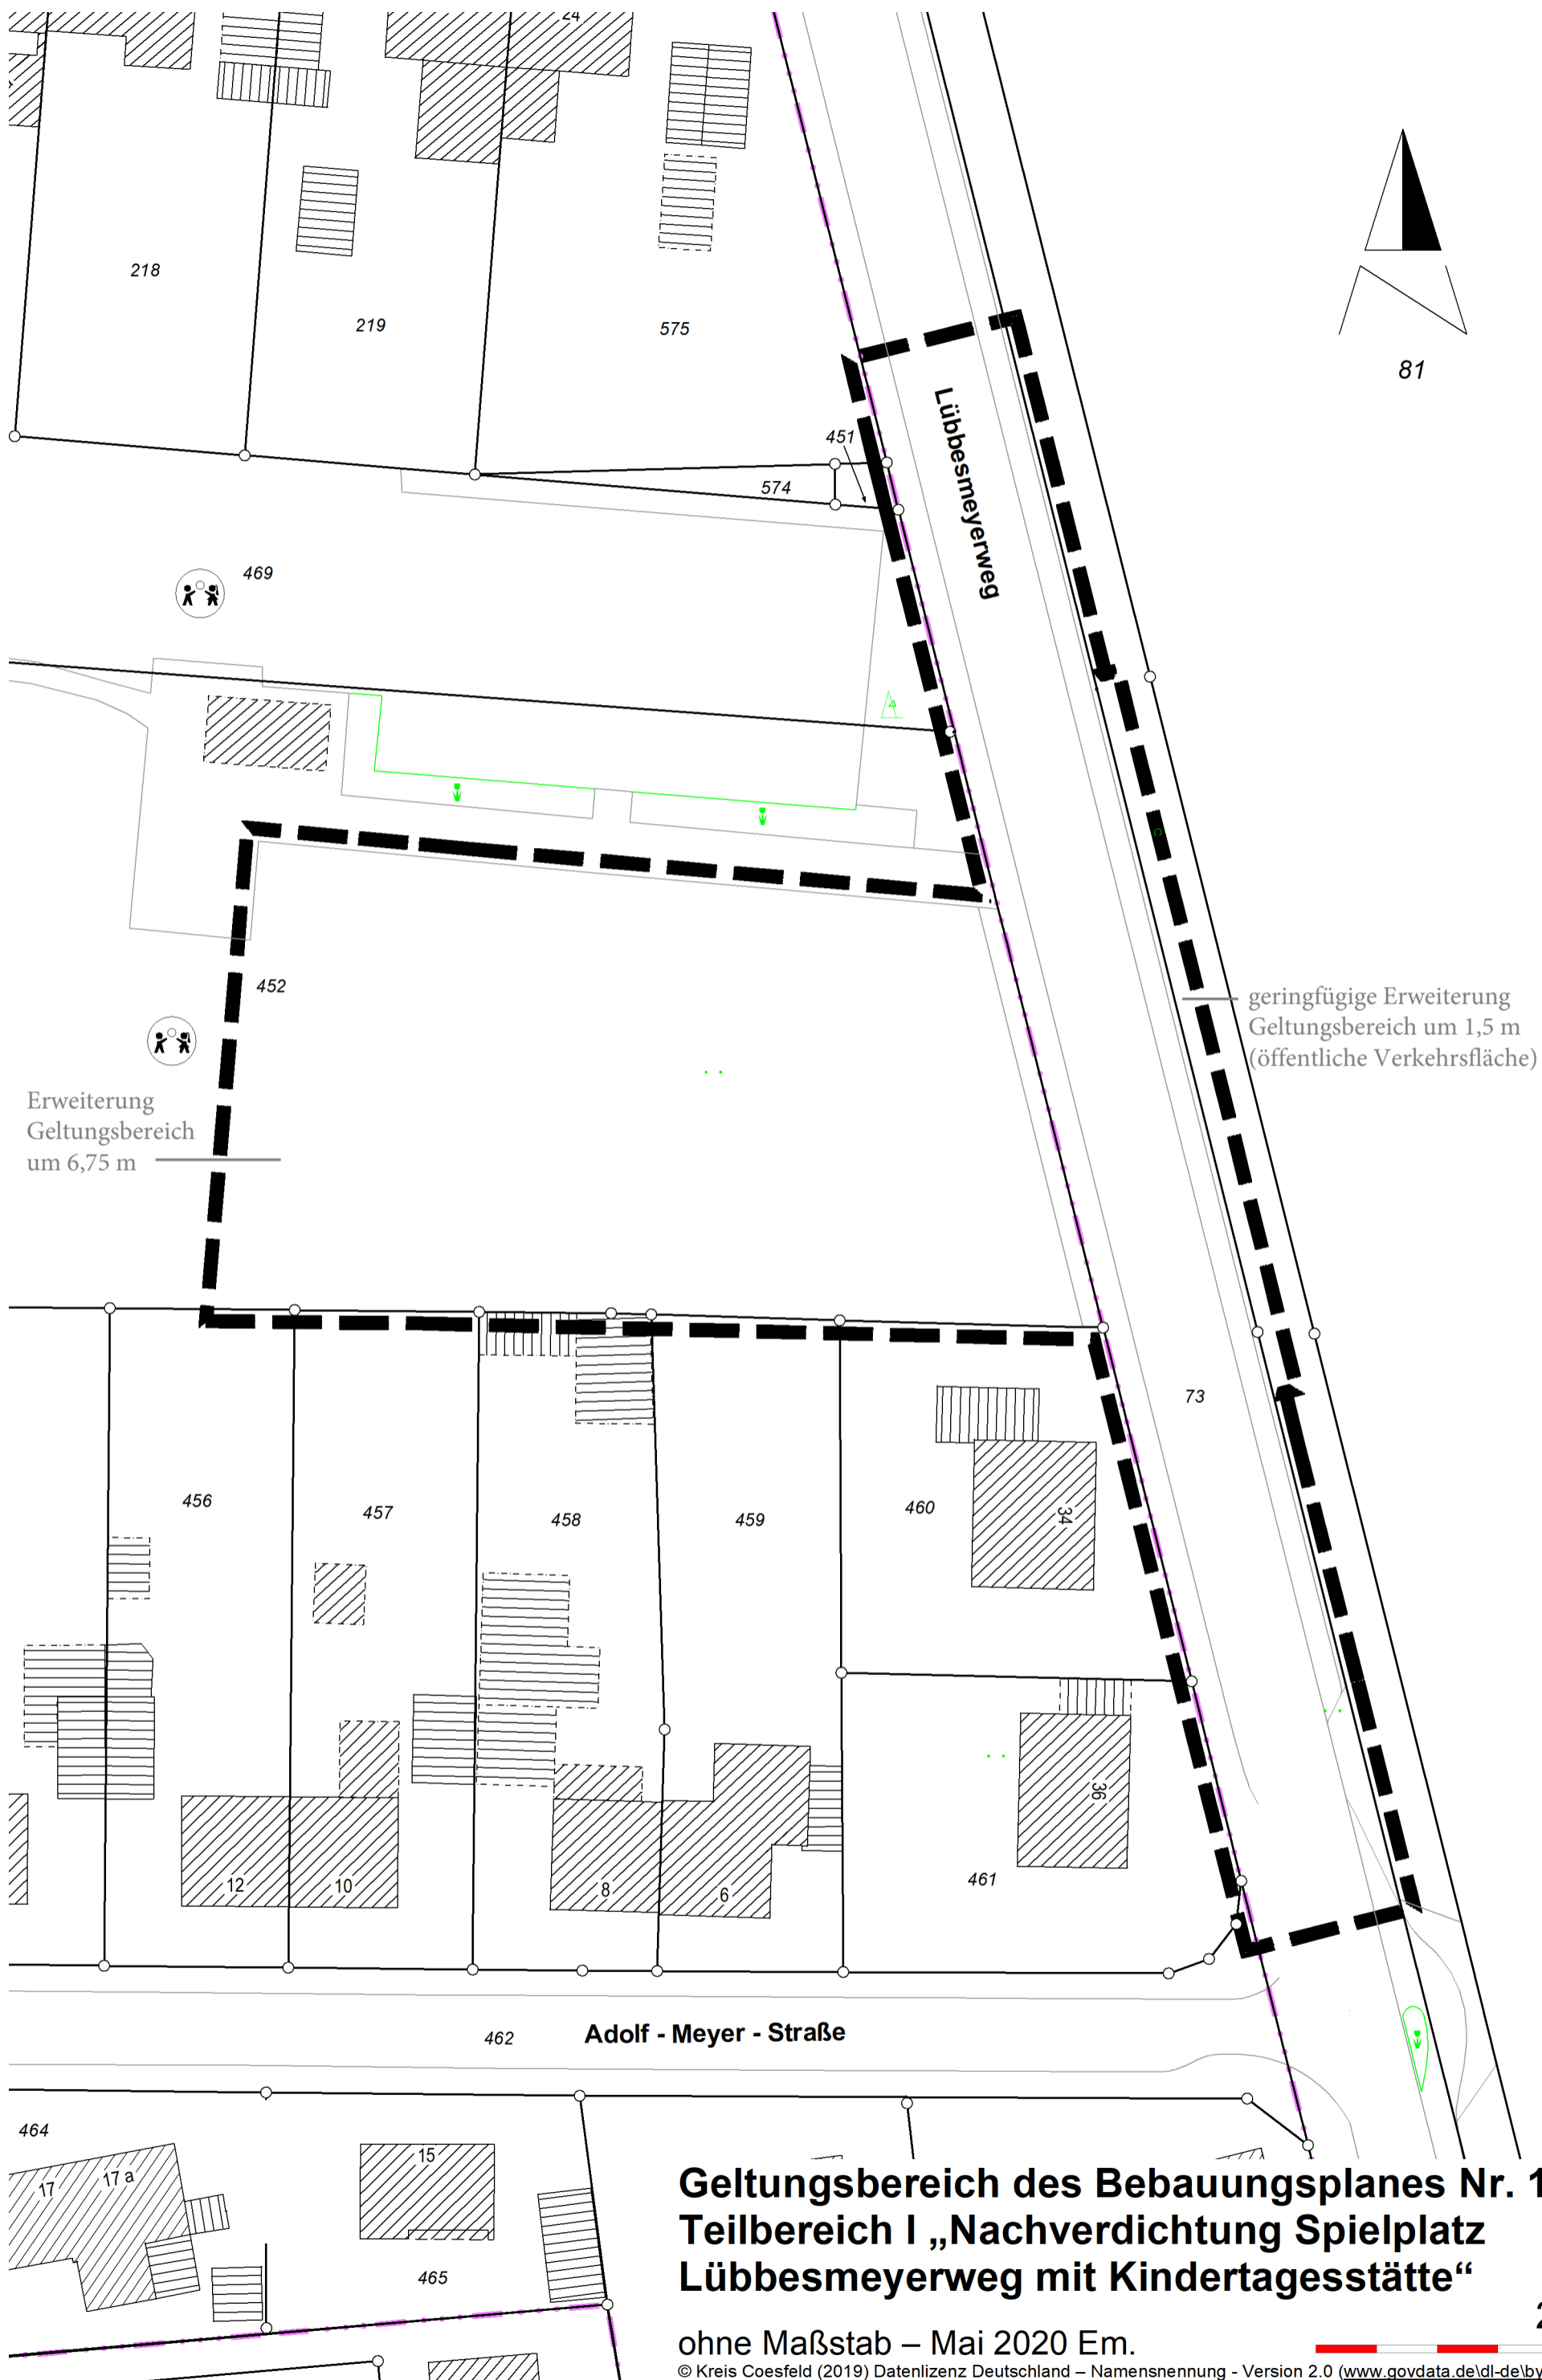 24
218
219
575
81
451
574
Lübbesmeyerweg
469
452
geringfügige Erweiterung
Geltungsbereich um 1,5 m
(öffentliche Verkehrsfläche)
Erweiterung
Geltungsbereich
um 6,75 m
73
456
457
458
459
460
34
36
461
12
10
8
6
462
Adolf - Meyer - Straße
464
17
17 a
15
465
Geltungsbereich des Bebauungsplanes Nr. 1
Teilbereich I „Nachverdichtung Spielplatz
Lübbesmeyerweg mit Kindertagesstätte“
ohne Maßstab – Mai 2020 Em.
© Kreis Coesfeld (2019) Datenlizenz Deutschland – Namensnennung - Version 2.0 (www.govdata.de\dl-de\by